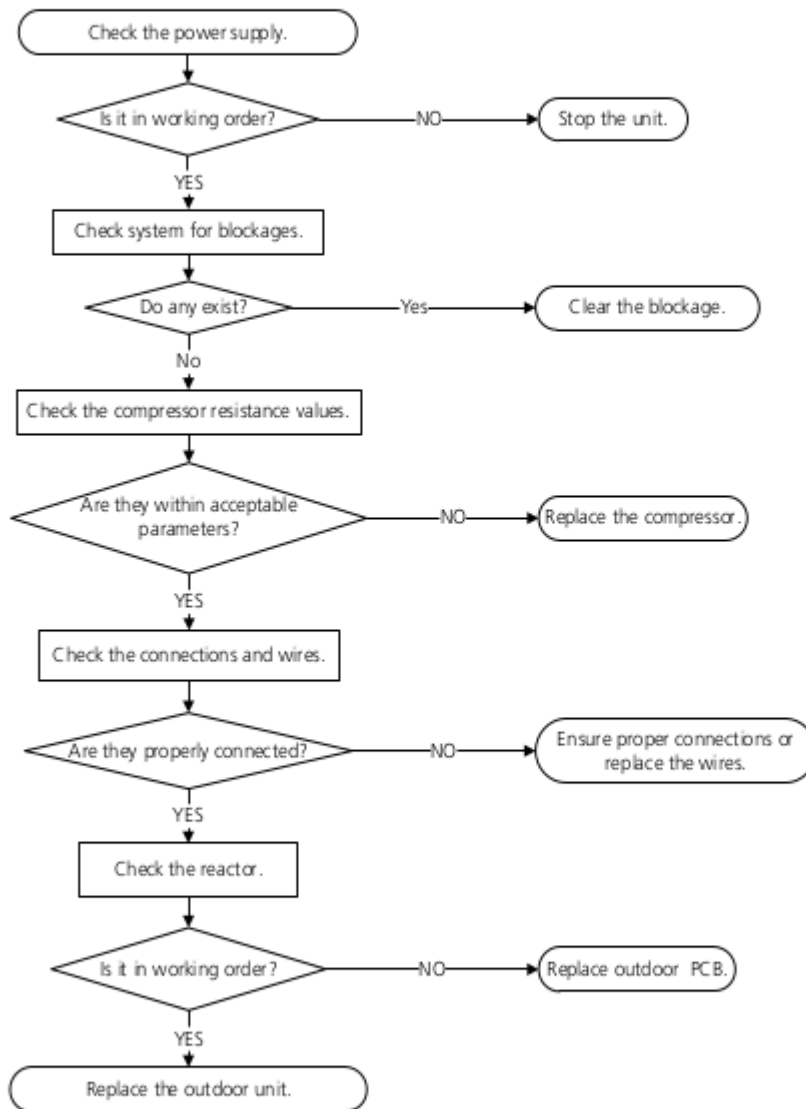 Check the power supply.
Is it in working order?
NO
Stop the unit.
YES
Check system for blockages.
Do any exist?
Yes
Clear the blockage.
No
Check the compressor resistance values.
Are they within acceptable
parameters?
NO
Replace the compressor.
YES
Check the connections and wires.
Are they properly connected?
NO
Ensure proper connections or
replace the wires.
YES
Check the reactor.
Is it in working order?
NO
Replace outdoor PCB.
YES
Replace the outdoor unit.